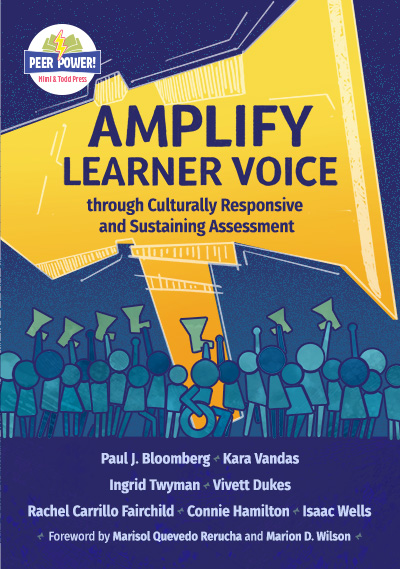 PEER POWER!
Mimi & Todd Press
AMPLIFY
LEARNER VOICE
through Culturally Responsive
and Sustaining Assessment
Paul J. Bloomberg Kara Vandas
Ingrid Twyman Vivett Dukes
Rachel Carrillo Fairchild Connie Hamilton Isaac Wells
Foreword by Marisol Quevedo Rerucha and Marion D. Wilson